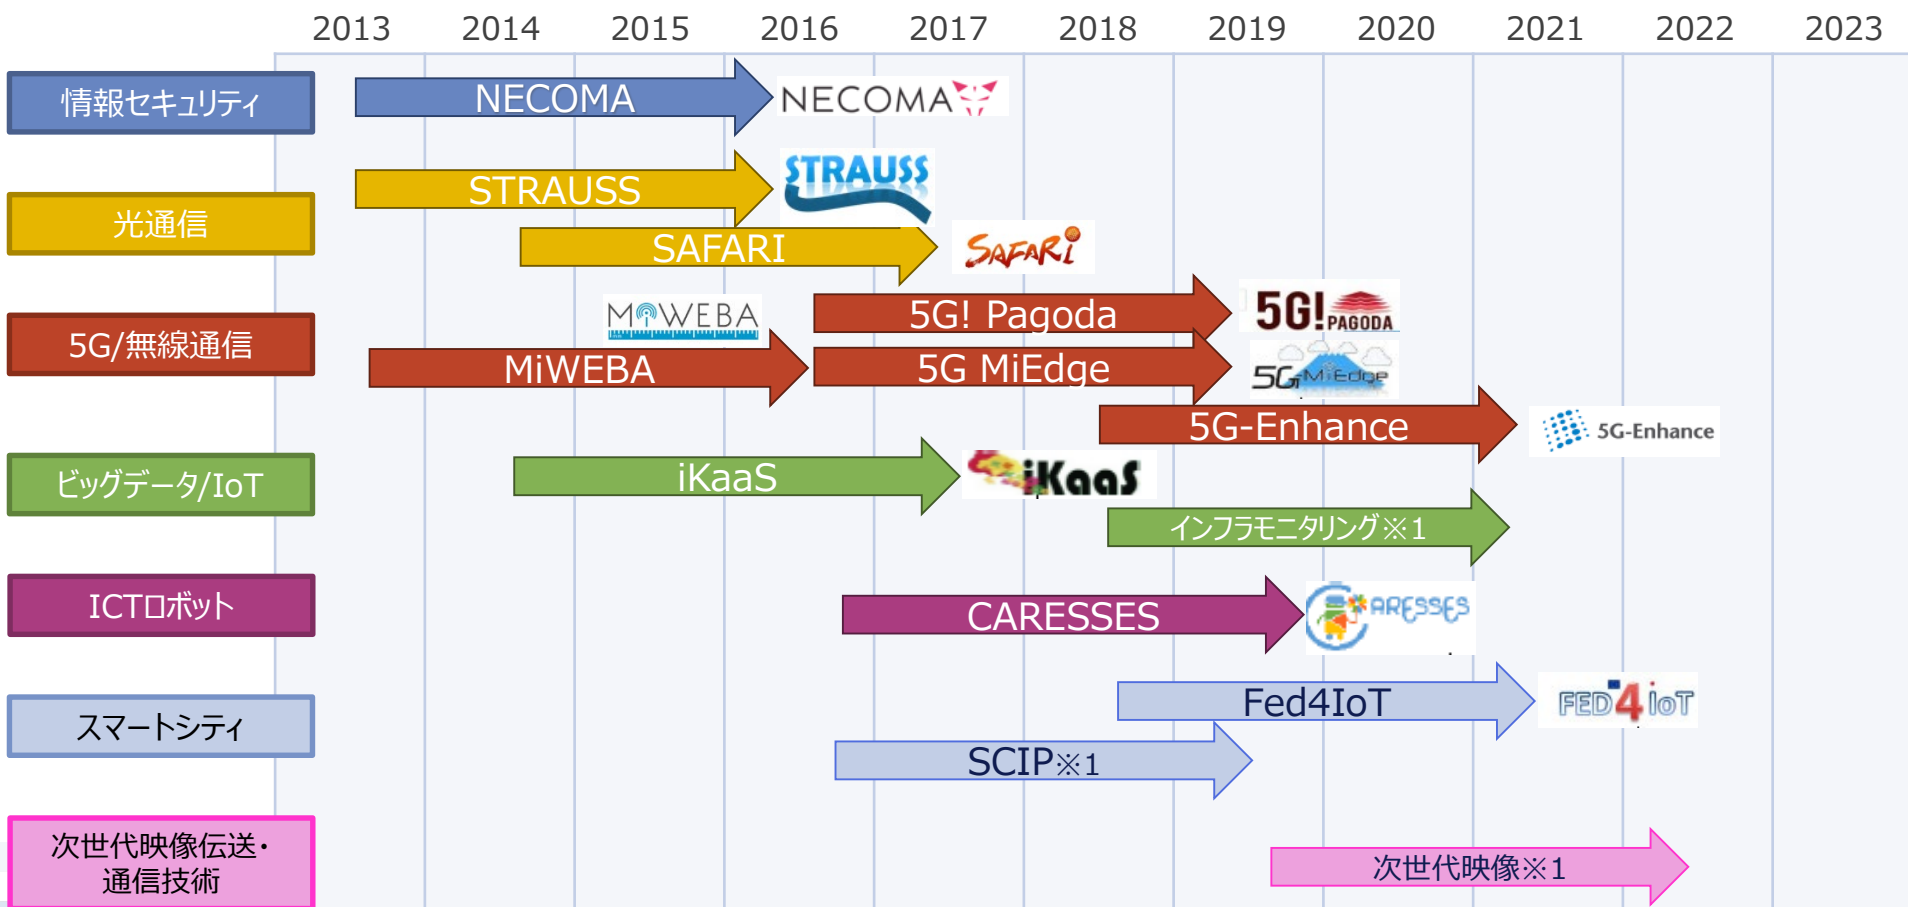 2013 2014 2015 2016 2017 2018 2019 2020 2021 2022 2023
情報セキュリティ
NECOMA
NECOMA
光通信
STRAUSS
STRAUSS
SAFARI
SAFARI
5G/無線通信
MiWEBA
5G! Pagoda
5G! PAGODA
MiWEBA
5G MiEdge
5G MiEdge
5G-Enhance
5G-Enhance
ビッグデータ/IoT
iKaaS
iKaaS
インフラモニタリング※1
ICTロボット
CARESSES
CARESSES
スマートシティ
Fed4IoT
FED4IoT
SCIP※1
次世代映像伝送・
通信技術
次世代映像※1